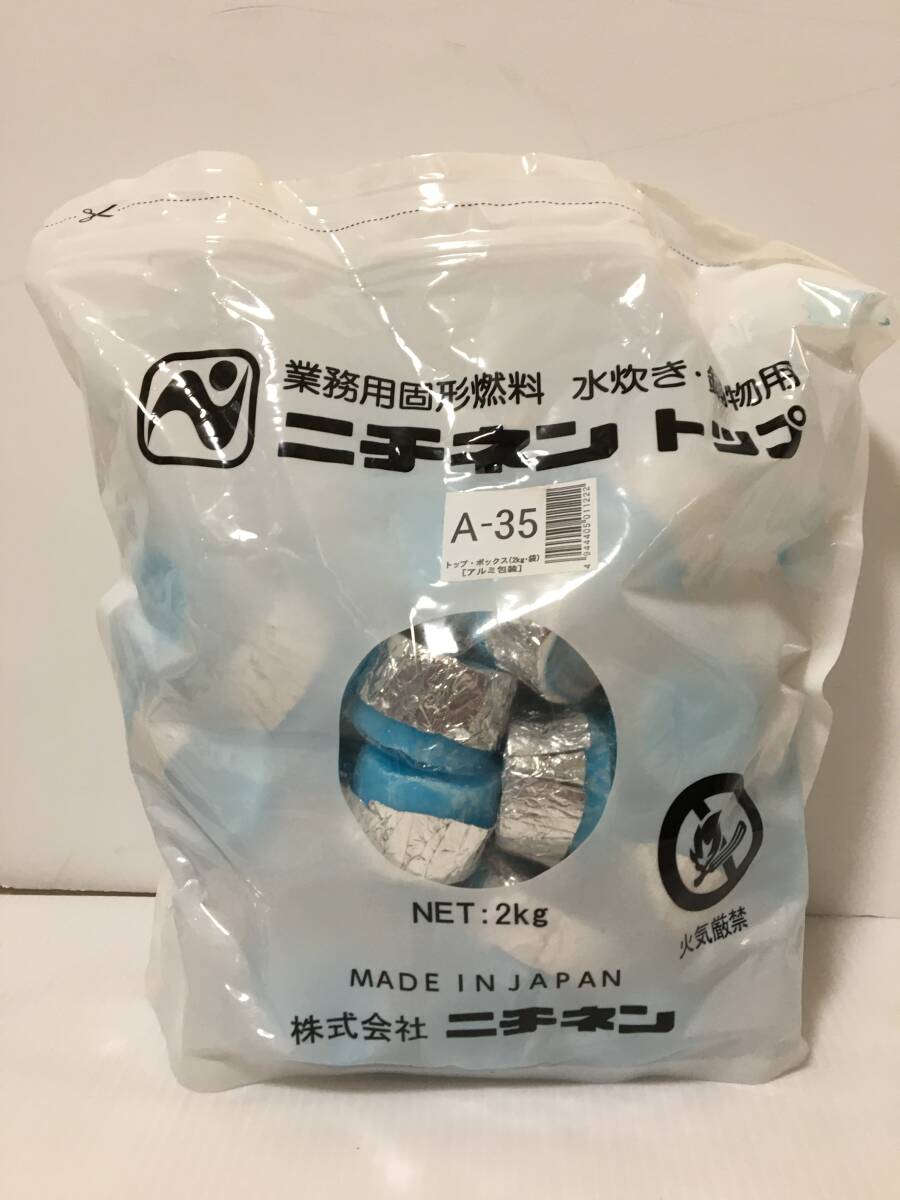 業務用固形燃料 水炊き・鍋物用
ニチネン トップ
A-35
4944405011222
トップ・ボックス(2kg・袋)
[アルミ包装]
NET:2kg
火気厳禁
MADE IN JAPAN
株式会社 ニチネン